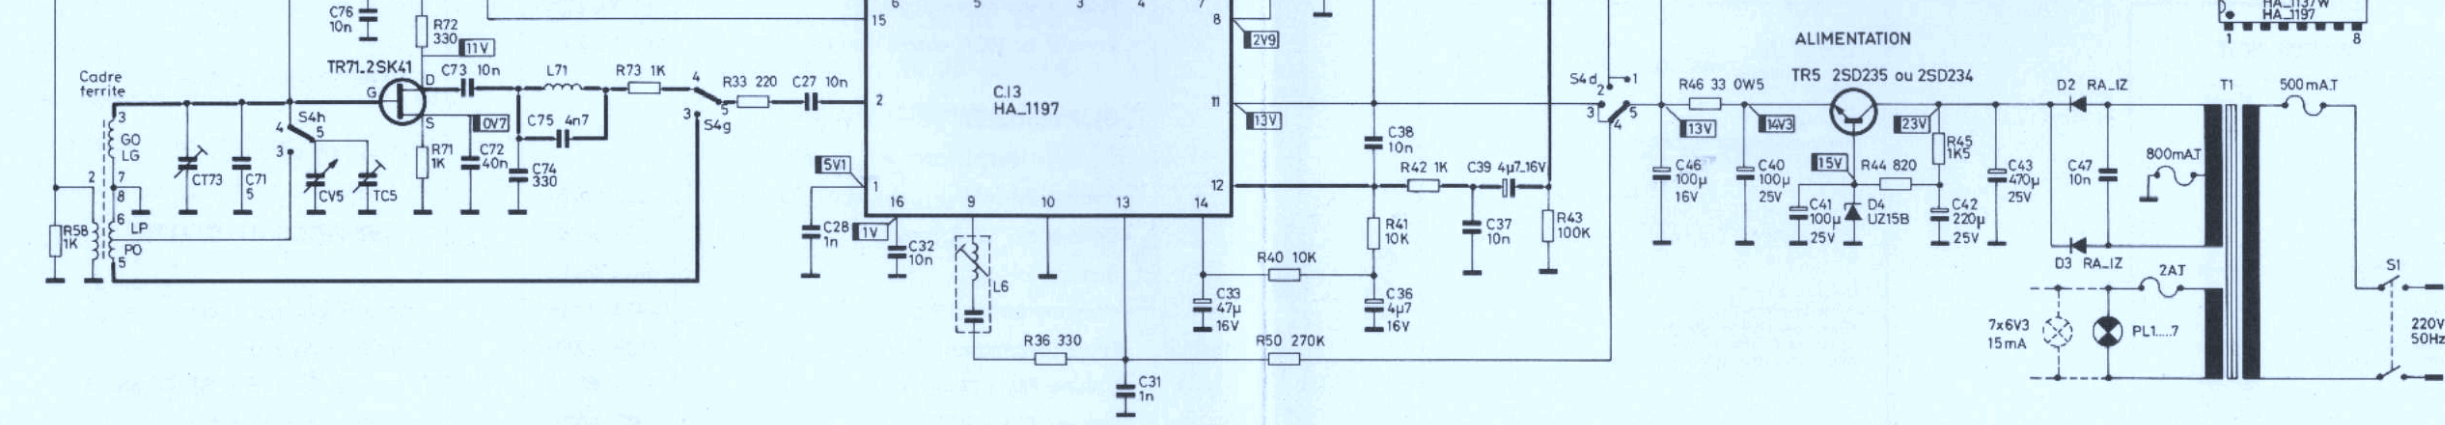 C76
10n
R72
330
11V
TR71_2SK41
G
D
S
C73 10n
L71
R73 1K
4
3
5
S4g
R33 220
C27 10n
0V7
C75 4n7
R71
1K
C72
40n
C74
330
Cadre
ferrite
3
GO
LG
2
7
8
6
LP
PO
5
R58
1K
CT73
C71
5
S4h
4
5
3
CV5
TC5
15
6
5
3
4
7
8
2V9
2
C.I3
HA_1197
11
13V
12
5V1
1
16
9
10
13
14
C28
1n
1V
C32
10n
L6
R36 330
C31
1n
R50 270K
C33
47µ
16V
R40 10K
C36
4µ7
16V
R41
10K
C38
10n
R42 1K
C39 4µ7_16V
C37
10n
R43
100K
S4d
1
2
3
4
5
13V
R46 33 0W5
14V3
C46
100µ
16V
C40
100µ
25V
ALIMENTATION
TR5 2SD235 ou 2SD234
15V
R44 820
C41
100µ
25V
D4
UZ15B
23V
R45
1K5
C42
220µ
25V
C43
470µ
25V
D2 RA_IZ
C47
10n
D3 RA_IZ
800mA.T
2A.T
7x6V3
15mA
PL1....7
T1
500mA.T
S1
220V
50Hz
HA_1137W
HA_1197
1
8